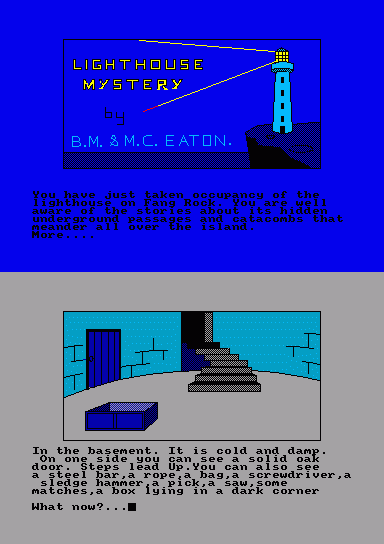 LIGHTHOUSE
MYSTERY
B.M. & M.C. EATON.
You have just taken occupancy of the
lighthouse on Fang Rock. You are well
aware of the stories about its hidden
underground passages and catacombs that
meander all over the island.
More....
In the basement. It is cold and damp.
On one side you can see a solid oak
door. Steps lead Up.You can also see
a steel bar,a rope,a bag,a screwdriver,a
sledge hammer,a pick,a saw,some
matches,a box lying in a dark corner
What now?...